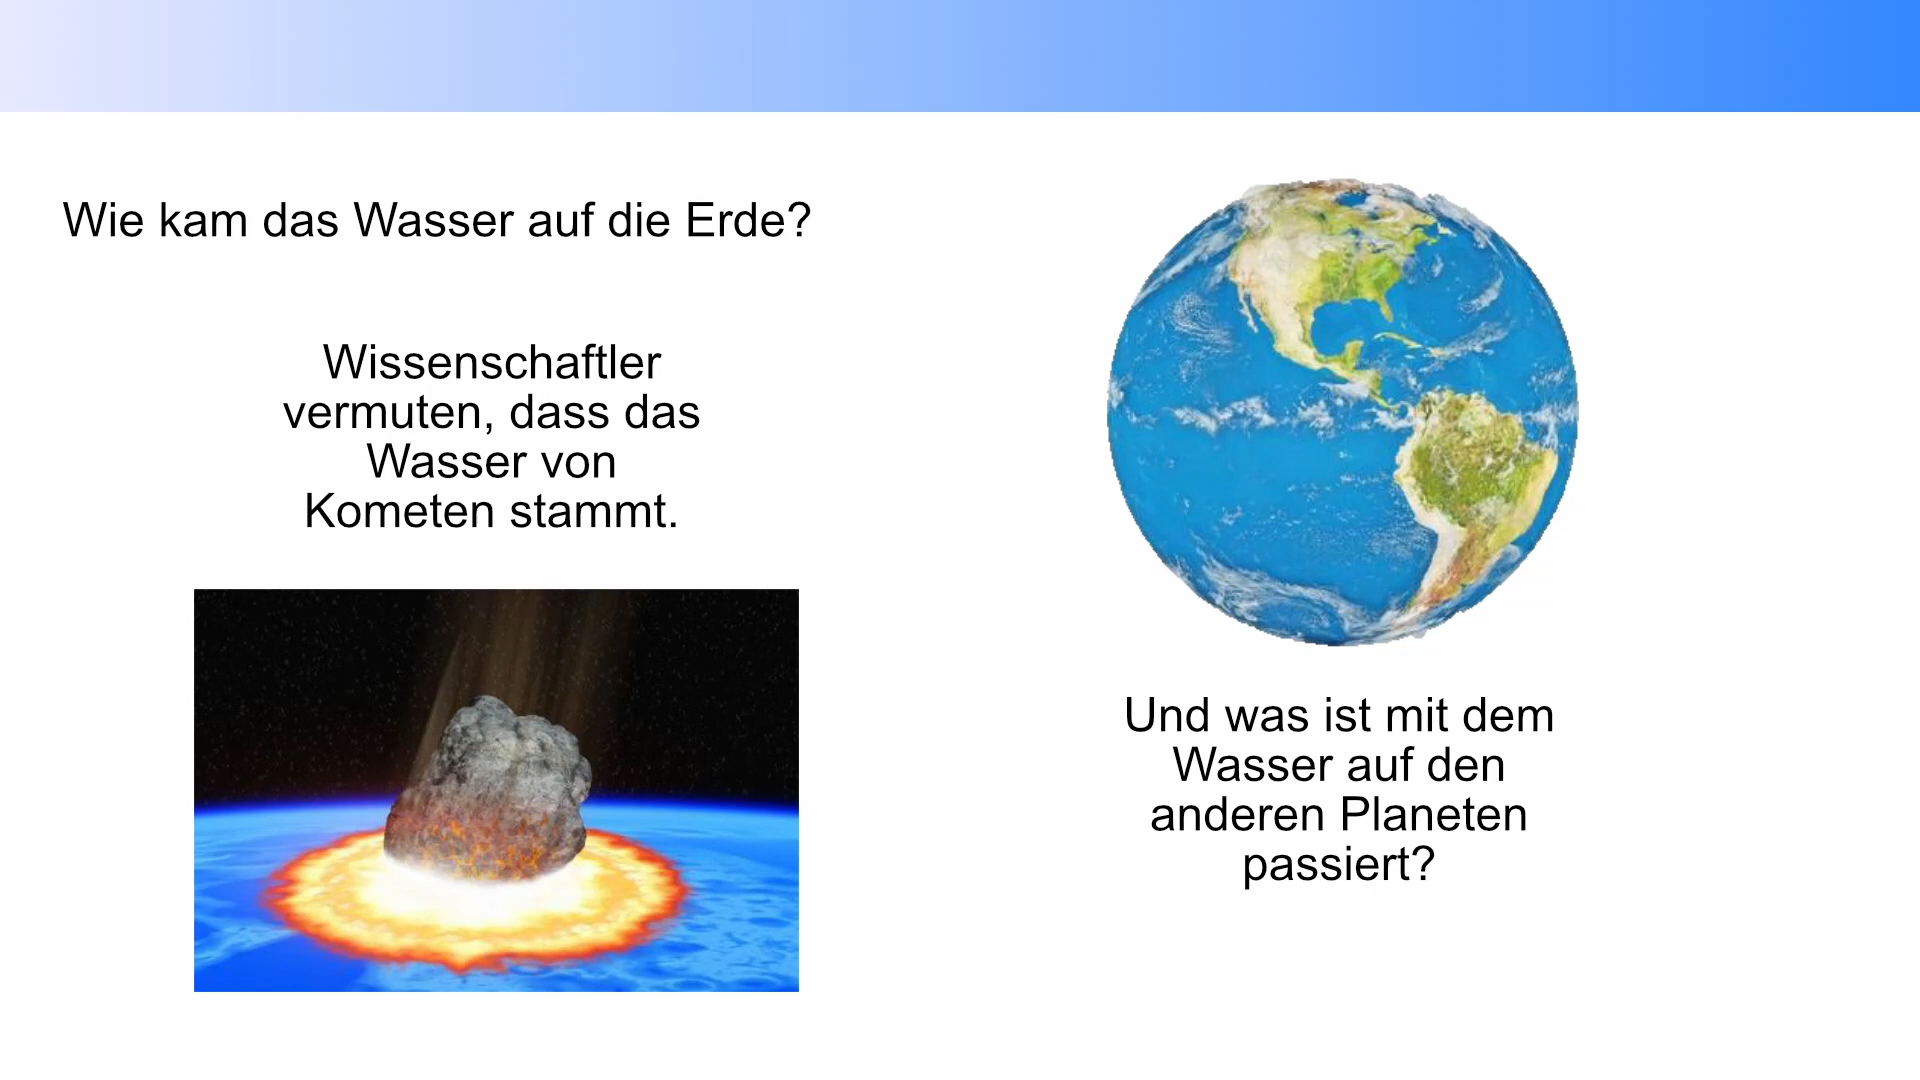 Wie kam das Wasser auf die Erde?
Wissenschaftler
vermuten, dass das
Wasser von
Kometen stammt.
Und was ist mit dem
Wasser auf den
anderen Planeten
passiert?